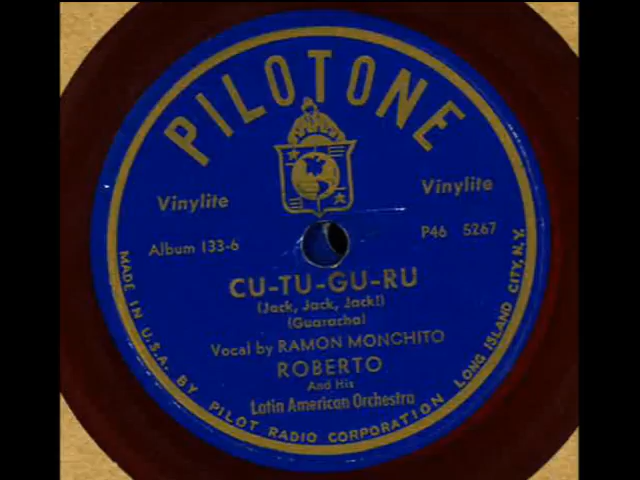 PILOTONE
Vinylite
Vinylite
Album 133-6
P46 5267
CU-TU-GU-RU
(Jack, Jack, Jack!)
(Guaracha)
Vocal by RAMON MONCHITO
ROBERTO
And His
Latin American Orchestra
MADE IN U.S.A. BY PILOT RADIO CORPORATION LONG ISLAND CITY, N.Y.